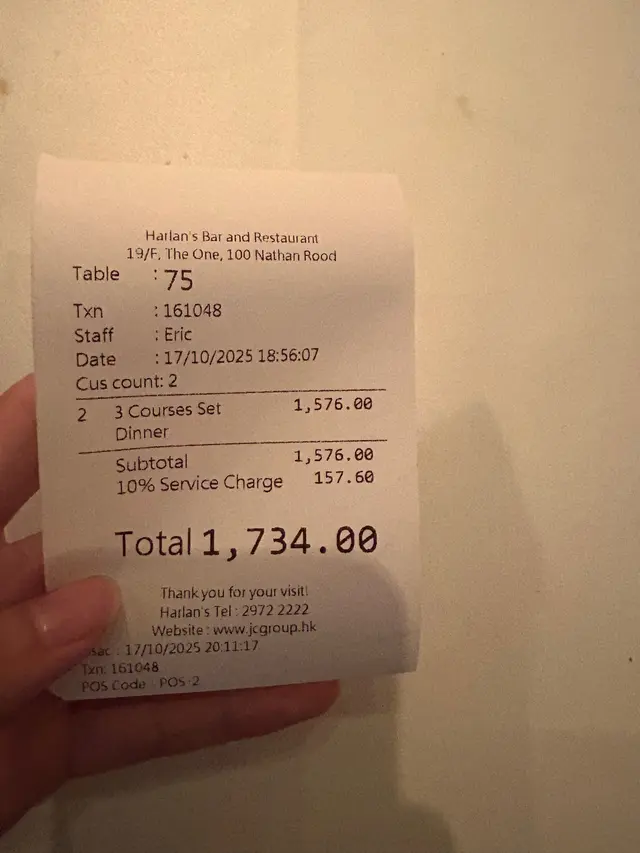 Harlan's Bar and Restaurant
19/F, The One, 100 Nathan Road
Table : 75
Txn : 161048
Staff : Eric
Date : 17/10/2025 18:56:07
Cus count: 2
2 3 Courses Set 1,576.00
Dinner
Subtotal 1,576.00
10% Service Charge 157.60
Total 1,734.00
Thank you for your visit!
Harlan's Tel : 2972 2222
Website : www.jcgroup.hk
: 17/10/2025 20:11:17
Txn: 161048
POS Code : POS-2